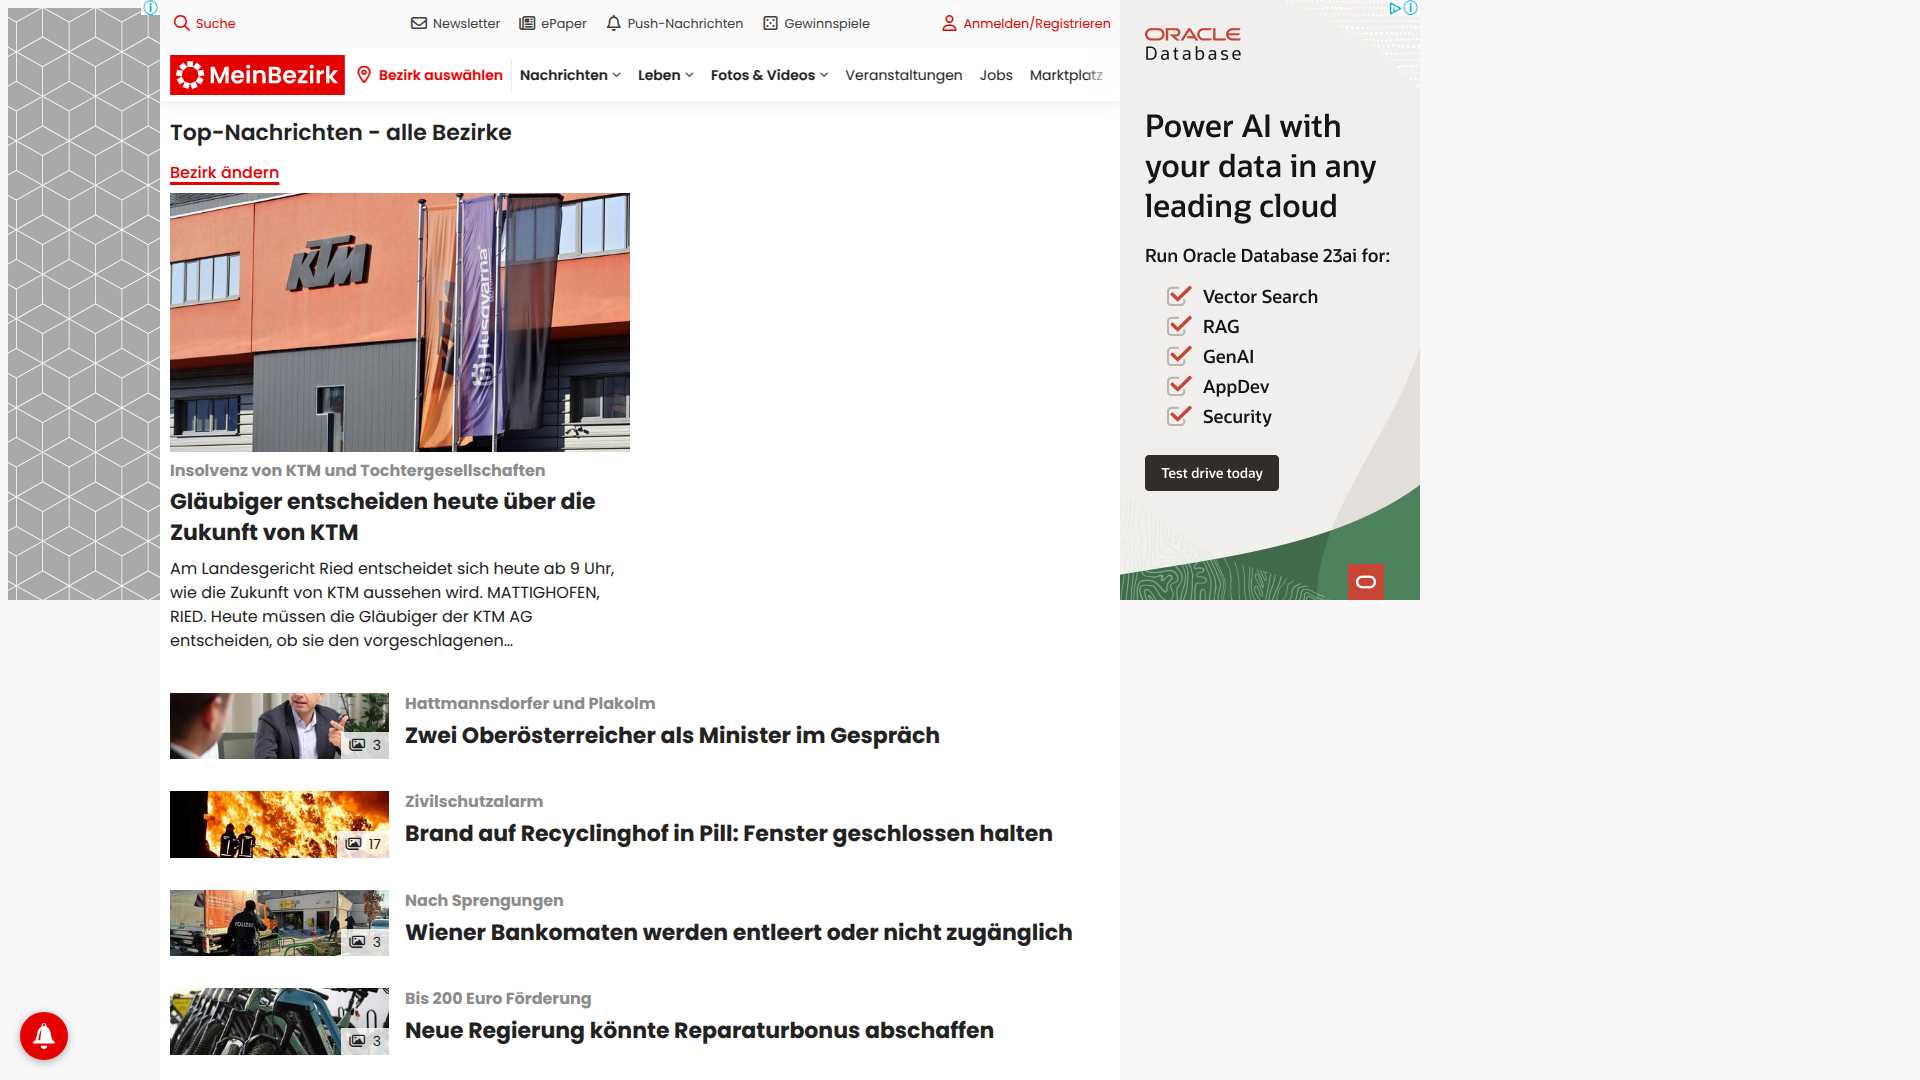 Suche
Newsletter
ePaper
Push-Nachrichten
Gewinnspiele
Anmelden/Registrieren
MeinBezirk
Bezirk auswählen
Nachrichten
Leben
Fotos & Videos
Veranstaltungen
Jobs
Marktplatz
Top-Nachrichten - alle Bezirke
Bezirk ändern
KTM
Husqvarna
Insolvenz von KTM und Tochtergesellschaften
Gläubiger entscheiden heute über die
Zukunft von KTM
Am Landesgericht Ried entscheidet sich heute ab 9 Uhr,
wie die Zukunft von KTM aussehen wird. MATTIGHOFEN,
RIED. Heute müssen die Gläubiger der KTM AG
entscheiden, ob sie den vorgeschlagenen…
3
Hattmannsdorfer und Plakolm
Zwei Oberösterreicher als Minister im Gespräch
17
Zivilschutzalarm
Brand auf Recyclinghof in Pill: Fenster geschlossen halten
POLIZEI
3
Nach Sprengungen
Wiener Bankomaten werden entleert oder nicht zugänglich
3
Bis 200 Euro Förderung
Neue Regierung könnte Reparaturbonus abschaffen
ORACLE
Database
Power AI with
your data in any
leading cloud
Run Oracle Database 23ai for:
Vector Search
RAG
GenAI
AppDev
Security
Test drive today